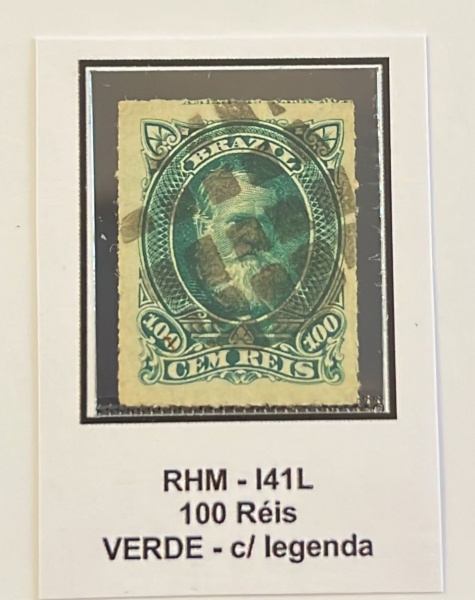 BRAZIL
100 100
CEM REIS
RHM - I41L
100 Réis
VERDE - c/ legenda